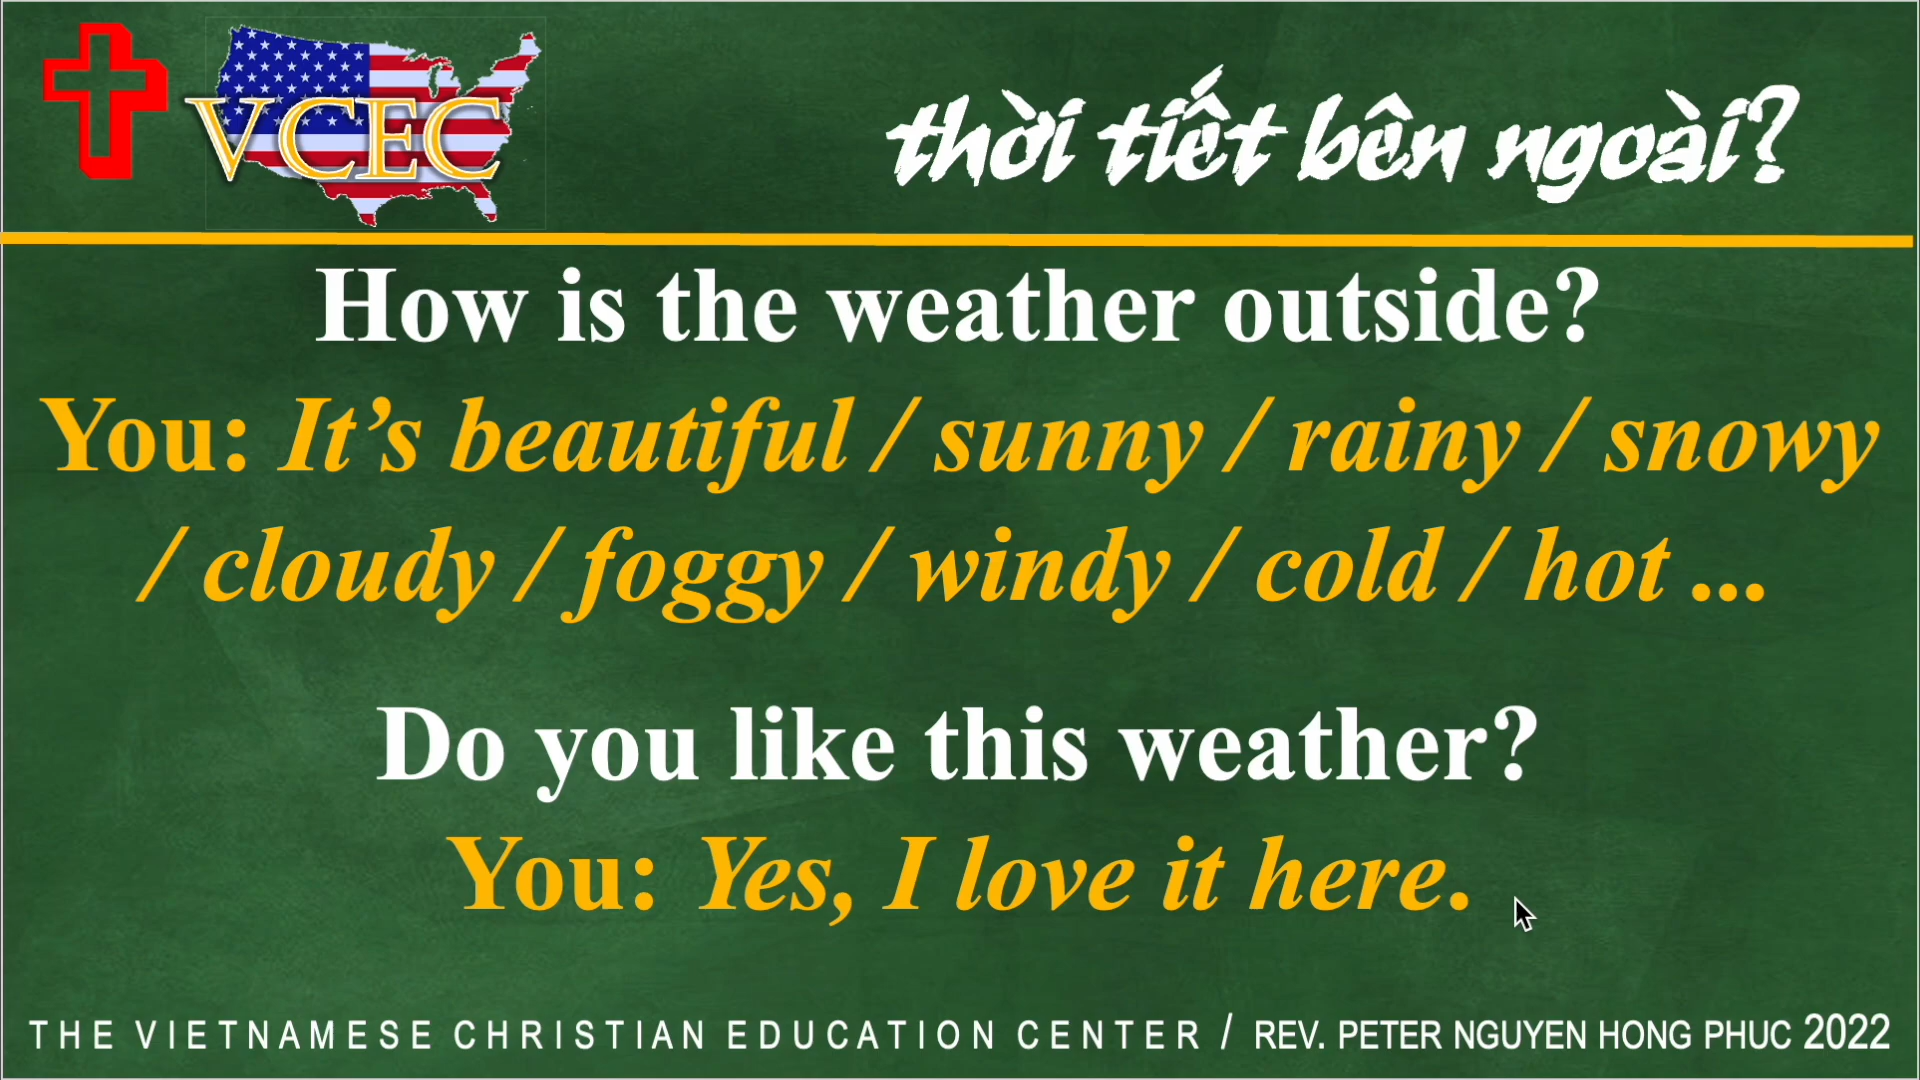 VCEC
thời tiết bên ngoài?
How is the weather outside?
You: It’s beautiful / sunny / rainy / snowy
/ cloudy / foggy / windy / cold / hot ...
Do you like this weather?
You: Yes, I love it here.
THE VIETNAMESE CHRISTIAN EDUCATION CENTER / REV. PETER NGUYEN HONG PHUC 2022